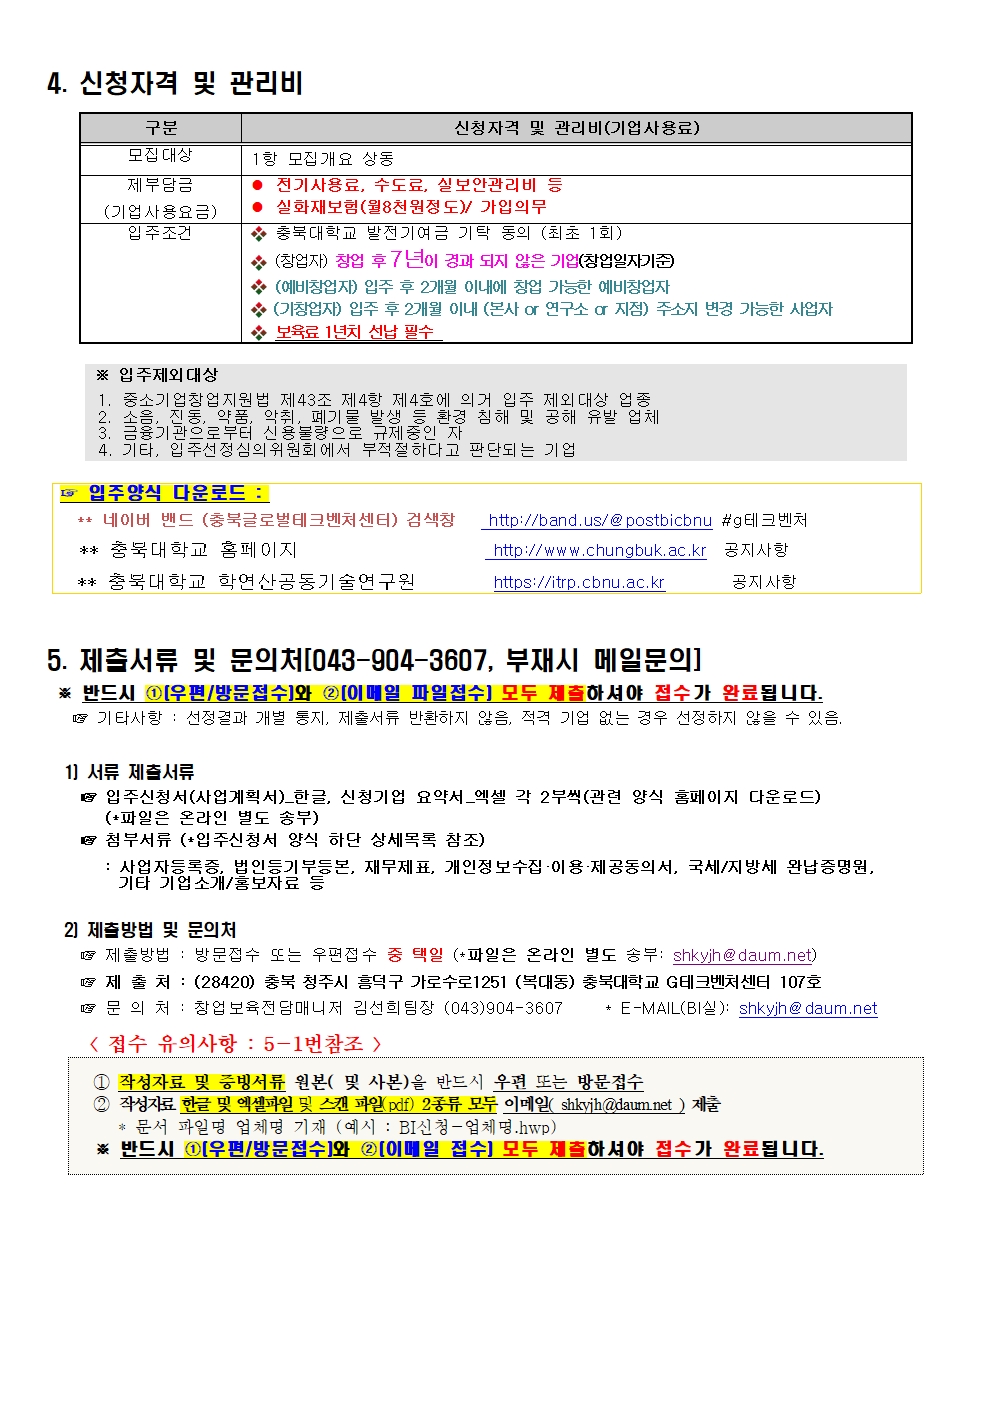 4. 신청자격 및 관리비
구분 신청자격 및 관리비(기업사용료)
모집대상 1항 모집개요 상동
제부담금 ● 전기사용료, 수도료, 실보안관리비 등
(기업사용요금) ● 실화재보험(월8천원정도)/ 가입의무
입주조건 ❖ 충북대학교 발전기여금 기탁 동의 (최초 1회)
❖ (창업자) 창업 후 7년이 경과 되지 않은 기업(창업일자기준)
❖ (예비창업자) 입주 후 2개월 이내에 창업 가능한 예비창업자
❖ (기창업자) 입주 후 2개월 이내 (본사 or 연구소 or 지점) 주소지 변경 가능한 사업자
❖ 보육료 1년치 선납 필수
※ 입주제외대상
1. 중소기업창업지원법 제43조 제4항 제4호에 의거 입주 제외대상 업종
2. 소음, 진동, 약품, 악취, 폐기물 발생 등 환경 침해 및 공해 유발 업체
3. 금융기관으로부터 신용불량으로 규제중인 자
4. 기타, 입주선정심의위원회에서 부적절하다고 판단되는 기업
☞ 입주양식 다운로드 :
** 네이버 밴드 (충북글로벌테크벤처센터) 검색창 http://band.us/@postbicbnu #g테크벤처
** 충북대학교 홈페이지 http://www.chungbuk.ac.kr 공지사항
** 충북대학교 학연산공동기술연구원 https://itrp.cbnu.ac.kr 공지사항
5. 제출서류 및 문의처[043-904-3607, 부재시 메일문의]
※ 반드시 ①(우편/방문접수)와 ②(이메일 파일접수) 모두 제출하셔야 접수가 완료됩니다.
☞ 기타사항 : 선정결과 개별 통지, 제출서류 반환하지 않음, 적격 기업 없는 경우 선정하지 않을 수 있음.
1) 서류 제출서류
☞ 입주신청서(사업계획서)_한글, 신청기업 요약서_엑셀 각 2부씩(관련 양식 홈페이지 다운로드)
(*파일은 온라인 별도 송부)
☞ 첨부서류 (*입주신청서 양식 하단 상세목록 참조)
: 사업자등록증, 법인등기부등본, 재무제표, 개인정보수집·이용·제공동의서, 국세/지방세 완납증명원,
기타 기업소개/홍보자료 등
2) 제출방법 및 문의처
☞ 제출방법 : 방문접수 또는 우편접수 중 택일 (*파일은 온라인 별도 송부: shkyjh@daum.net)
☞ 제 출 처 : (28420) 충북 청주시 흥덕구 가로수로1251 (복대동) 충북대학교 G테크벤처센터 107호
☞ 문 의 처 : 창업보육전담매니저 김선희팀장 (043)904-3607 * E-MAIL(BI실): shkyjh@daum.net
< 접수 유의사항 : 5-1번참조 >
① 작성자료 및 증빙서류 원본( 및 사본)을 반드시 우편 또는 방문접수
② 작성자료 한글 및 엑셀파일 및 스캔 파일(pdf) 2종류 모두 이메일( shkyjh@daum.net ) 제출
* 문서 파일명 업체명 기재 (예시 : BI신청-업체명.hwp)
※ 반드시 ①(우편/방문접수)와 ②(이메일 접수) 모두 제출하셔야 접수가 완료됩니다.